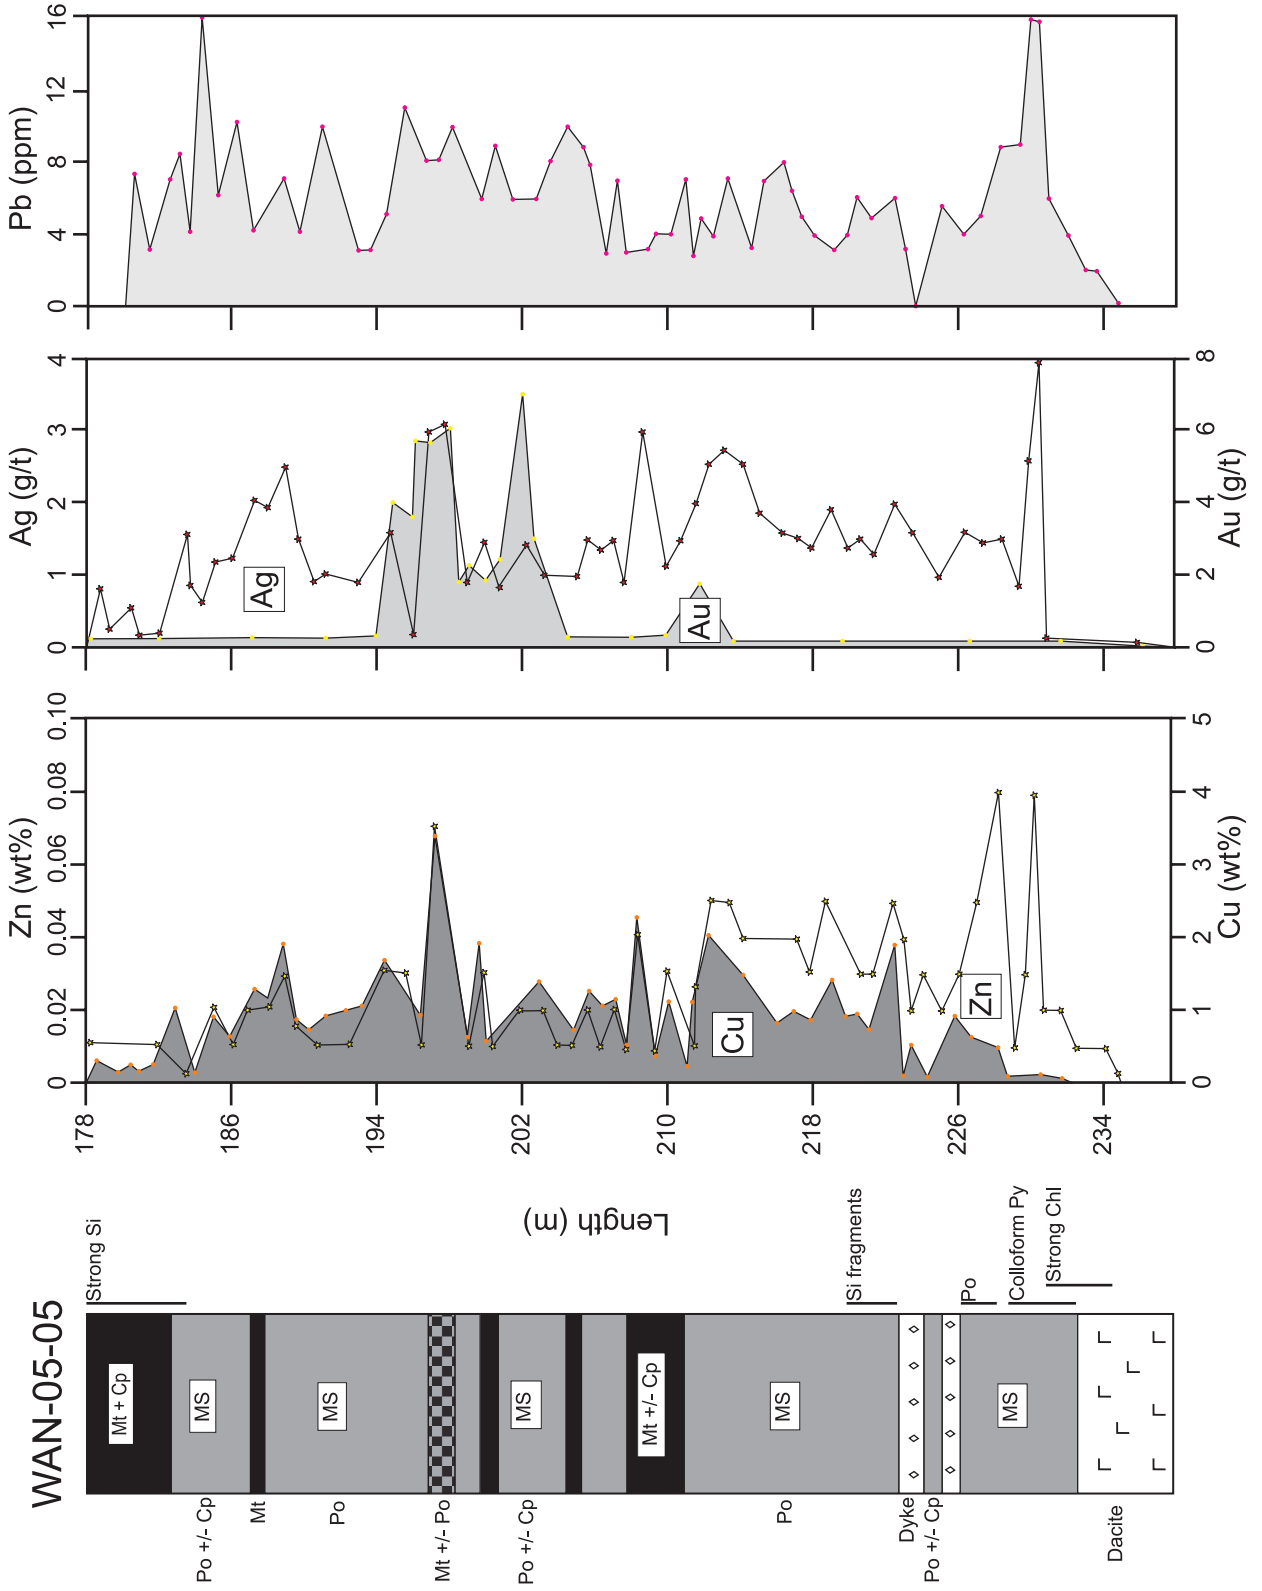 WAN-05-05
Pb (ppm)
0
4
8
12
16
Ag (g/t)
0
1
2
3
4
Au (g/t)
0
2
4
6
8
Ag
Au
Zn (wt%)
0
0.02
0.04
0.06
0.08
0.10
Cu (wt%)
0
1
2
3
4
5
Cu
Zn
178
186
194
202
210
218
226
234
Length (m)
Strong Si
Si fragments
Po
Colloform Py
Strong Chl
Mt + Cp
MS
MS
MS
Mt +/- Cp
MS
MS
Po +/- Cp
Mt
Po
Mt +/- Po
Po +/- Cp
Po
Dyke
Po +/- Cp
Dacite